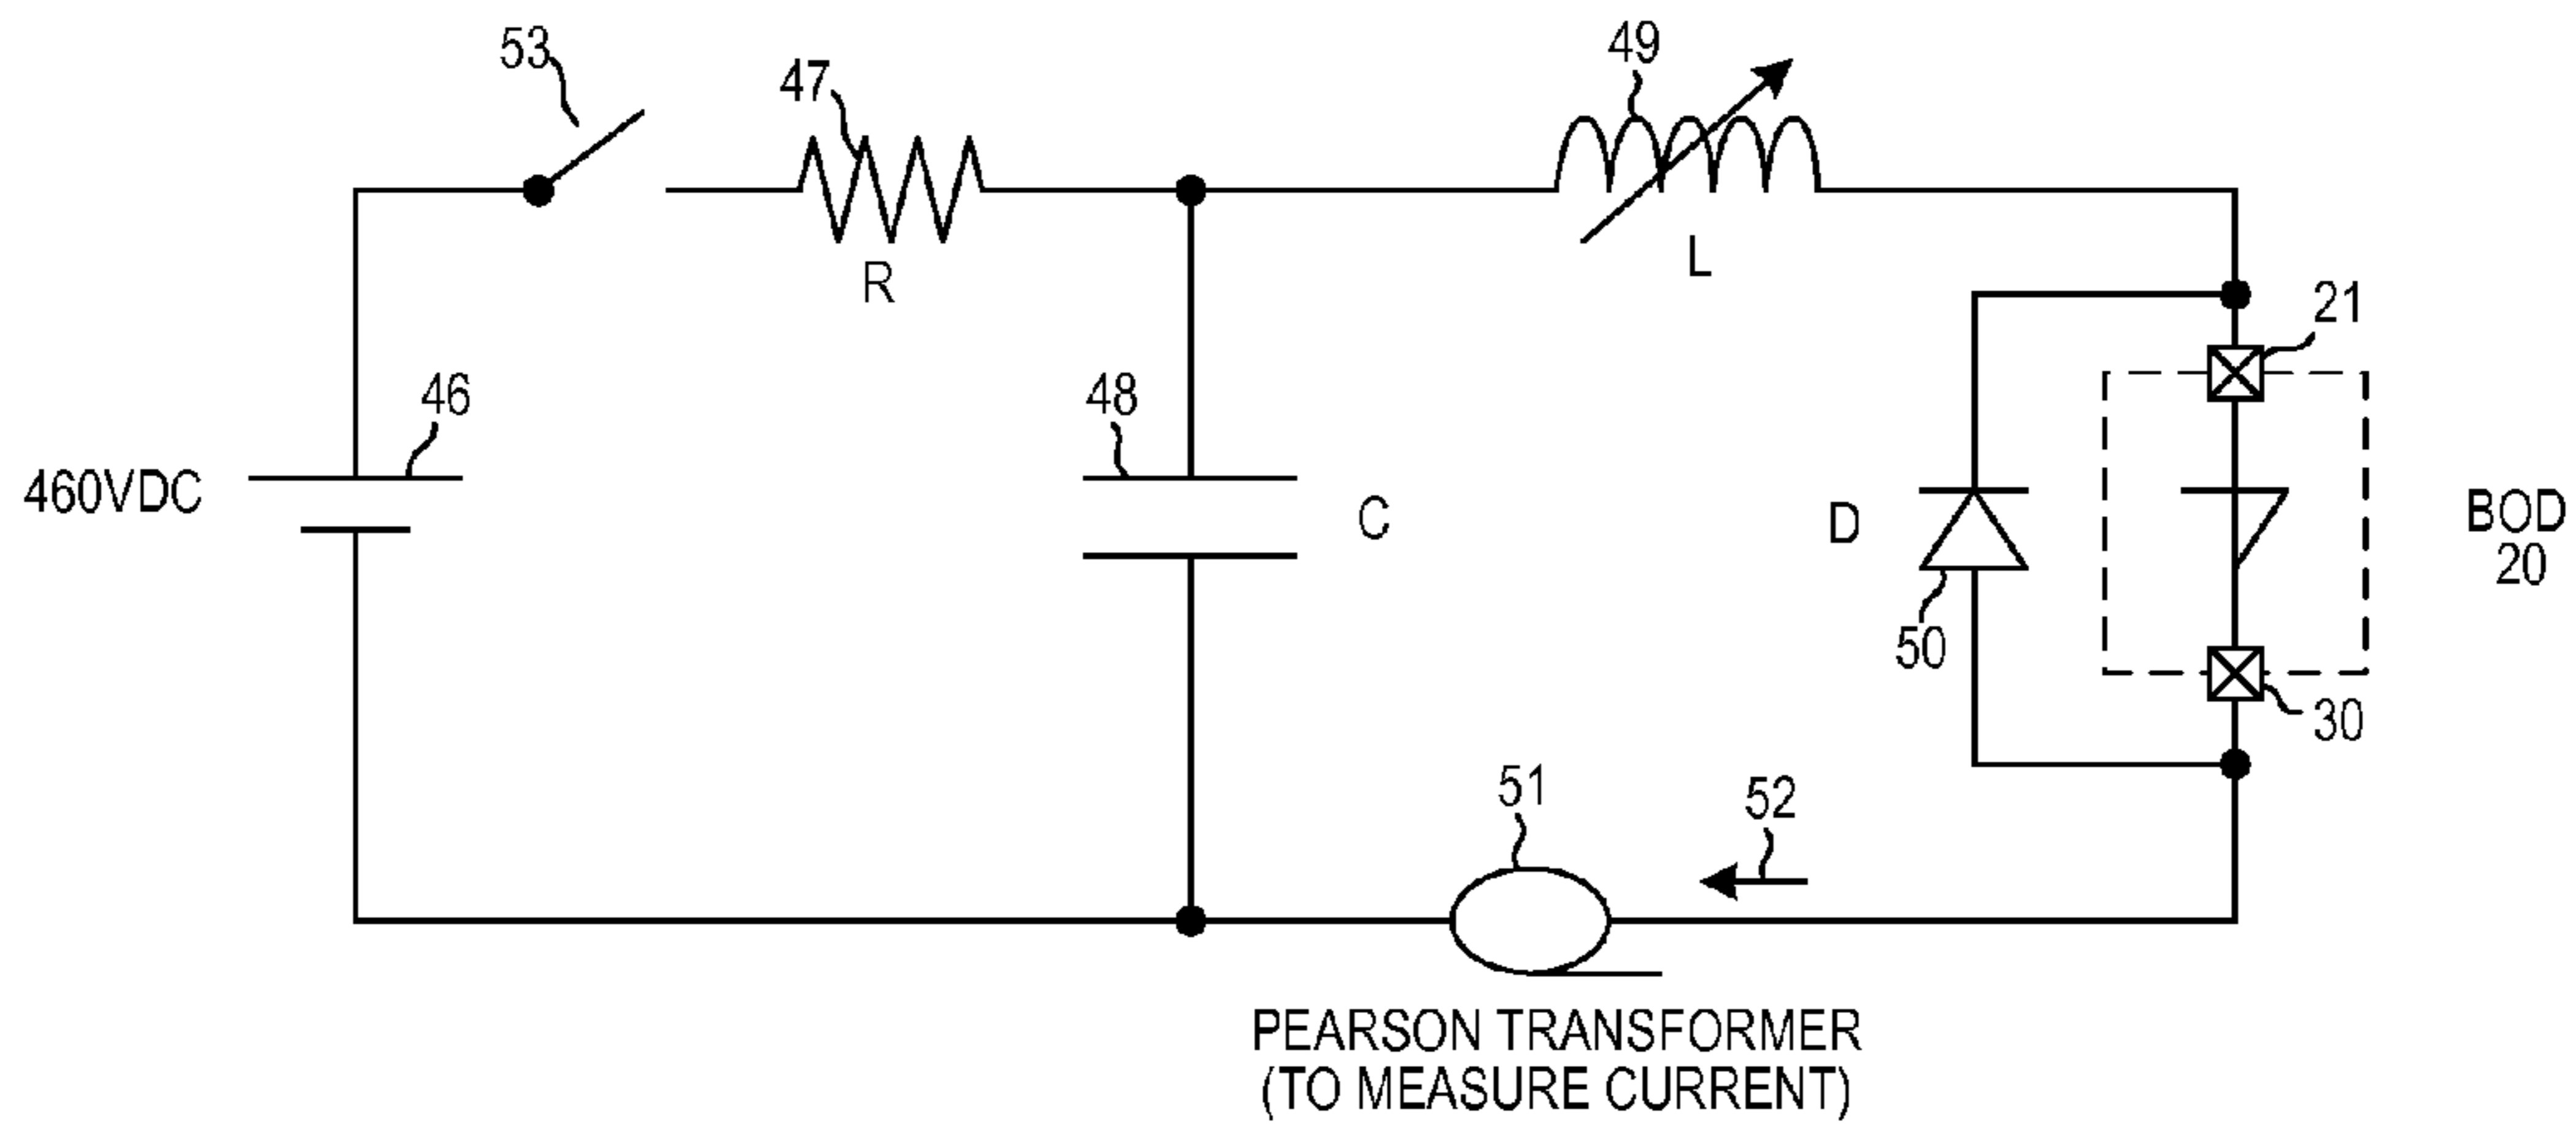 53
47
49
R
L
21
46
48
460VDC
C
D
BOD
20
50
30
51
52
PEARSON TRANSFORMER
(TO MEASURE CURRENT)